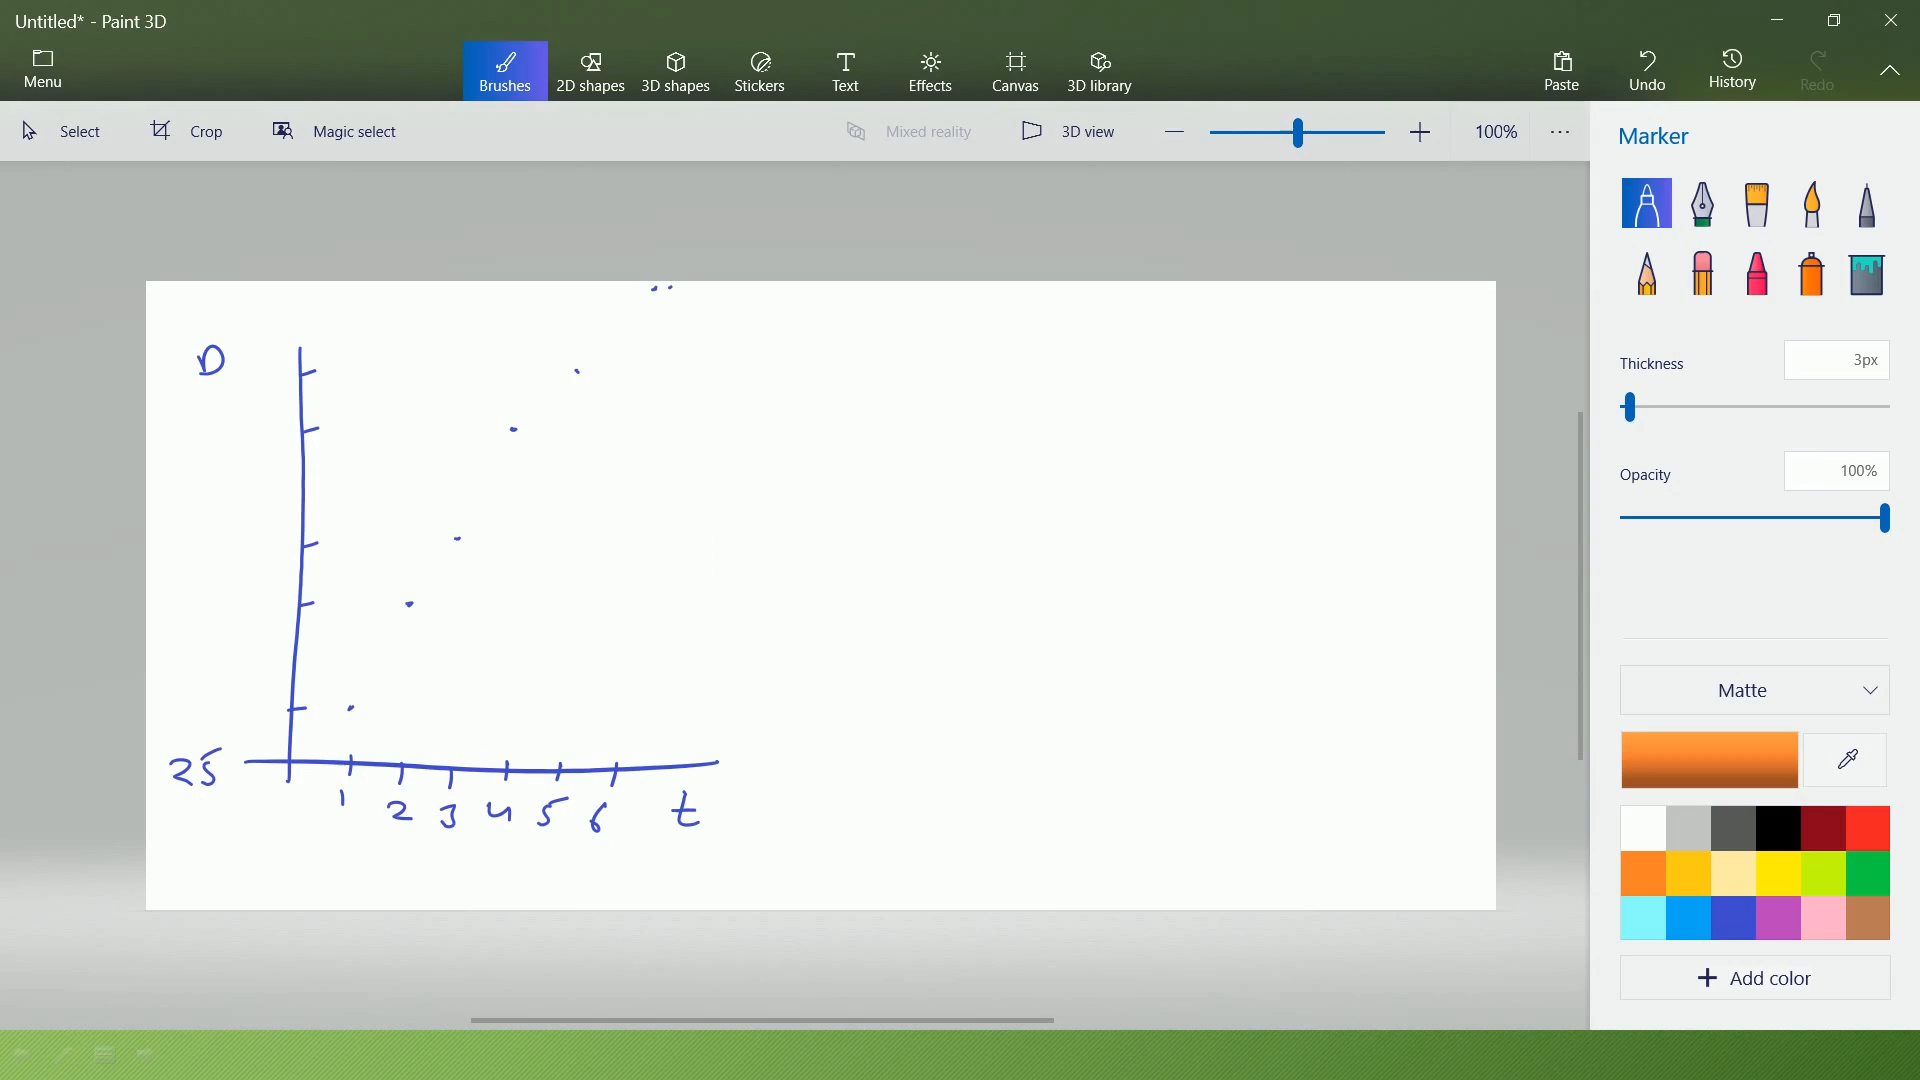 Untitled* - Paint 3D
Menu
Brushes
2D shapes
3D shapes
Stickers
Text
Effects
Canvas
3D library
Paste
Undo
History
Redo
Select
Crop
Magic select
Mixed reality
3D view
100%
Marker
Thickness
3px
Opacity
100%
Matte
Add color
D
25
1 2 3 4 5 6 t